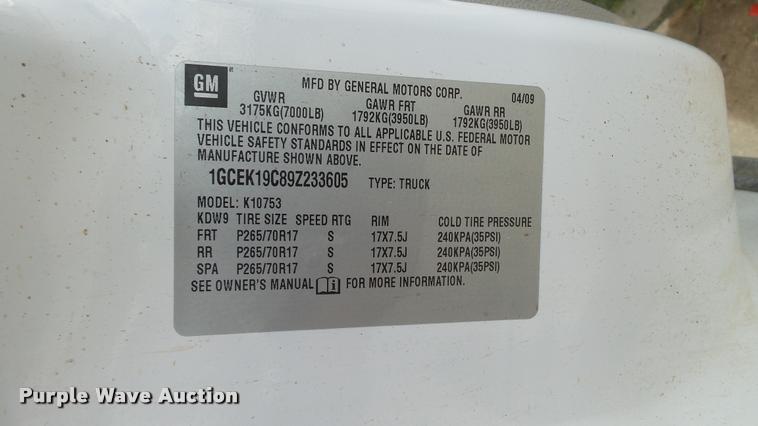 GM
MFD BY GENERAL MOTORS CORP. 04/09
GVWR GAWR FRT GAWR RR
3175KG(7000LB) 1792KG(3950LB) 1792KG(3950LB)
THIS VEHICLE CONFORMS TO ALL APPLICABLE U.S. FEDERAL MOTOR
VEHICLE SAFETY STANDARDS IN EFFECT ON THE DATE OF
MANUFACTURE SHOWN ABOVE.
1GCEK19C89Z233605 TYPE: TRUCK
MODEL: K10753
KDW9 TIRE SIZE SPEED RTG RIM COLD TIRE PRESSURE
FRT P265/70R17 S 17X7.5J 240KPA(35PSI)
RR P265/70R17 S 17X7.5J 240KPA(35PSI)
SPA P265/70R17 S 17X7.5J 240KPA(35PSI)
SEE OWNER'S MANUAL i FOR MORE INFORMATION.
Purple Wave Auction